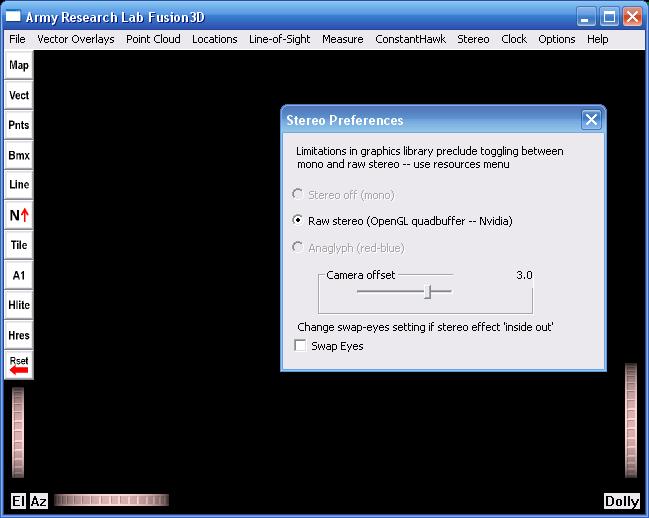 Army Research Lab Fusion3D
File Vector Overlays Point Cloud Locations Line-of-Sight Measure ConstantHawk Stereo Clock Options Help
Map
Vect
Pnts
Bmx
Line
N
Tile
A1
Hlite
Hres
Rset
Stereo Preferences
Limitations in graphics library preclude toggling between
mono and raw stereo -- use resources menu
Stereo off (mono)
Raw stereo (OpenGL quadbuffer -- Nvidia)
Anaglyph (red-blue)
Camera offset 3.0
Change swap-eyes setting if stereo effect 'inside out'
Swap Eyes
El Az Dolly